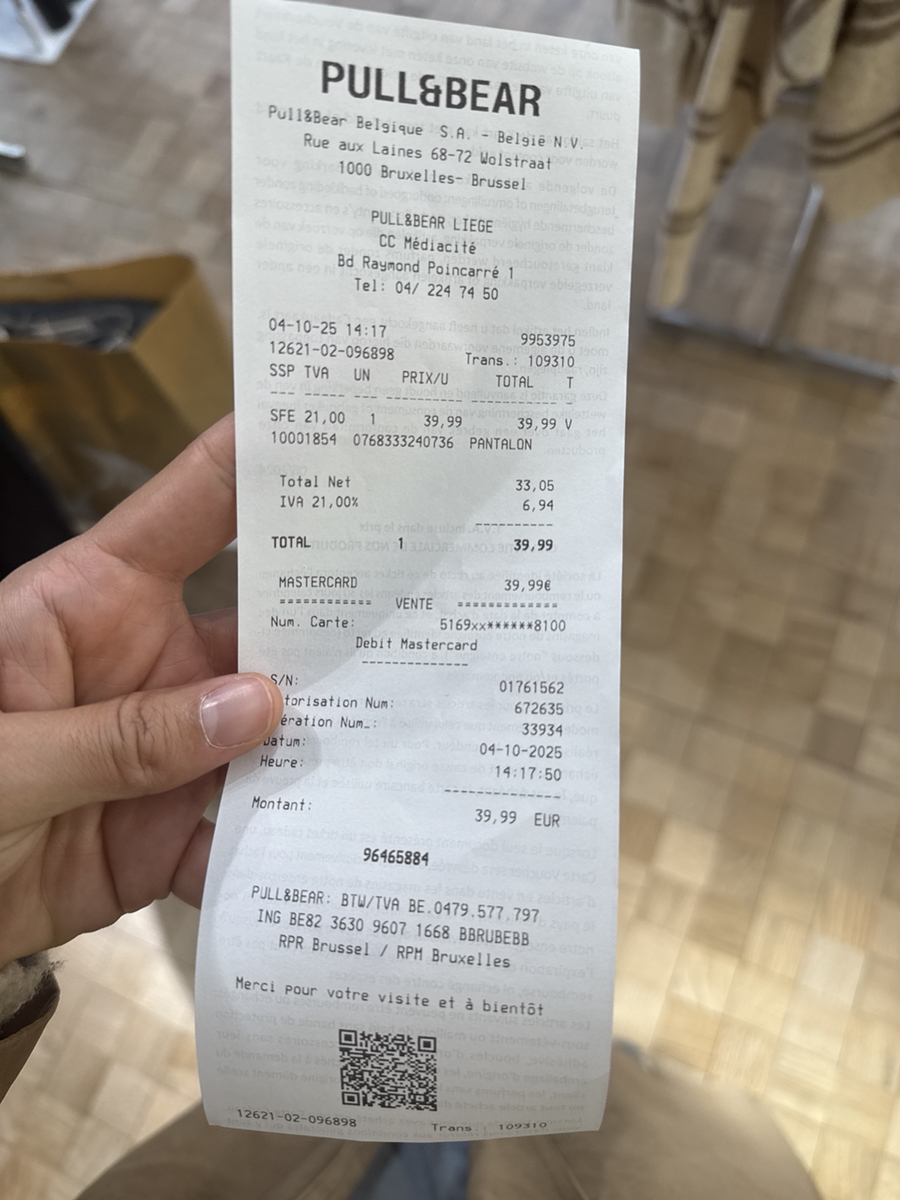 PULL&BEAR
Pull&Bear Belgique S.A. - België N.V.
Rue aux Laines 68-72 Wolstraat
1000 Bruxelles- Brussel
PULL&BEAR LIEGE
CC Médiacité
Bd Raymond Poincarré 1
Tel: 04/ 224 74 50
04-10-25 14:17 9953975
12621-02-096898 Trans.: 109310
SSP TVA UN PRIX/U TOTAL T
--- ----- -- ------- ------- -
SFE 21,00 1 39,99 39,99 V
10001854 0768333240736 PANTALON
Total Net 33,05
IVA 21,00% 6,94
----------
TOTAL 1 39,99
MASTERCARD 39,99€
============ VENTE =============
Num. Carte: 5169xx******8100
Debit Mastercard
-------------
S/N: 01761562
torisation Num: 672635
ération Num.: 33934
Datum: 04-10-2025
Heure: 14:17:50
---------------
Montant: 39,99 EUR
96465884
PULL&BEAR: BTW/TVA BE.0479.577.797
ING BE82 3630 9607 1668 BBRUBEBB
RPR Brussel / RPM Bruxelles
Merci pour votre visite et à bientôt
12621-02-096898 Trans : 109310